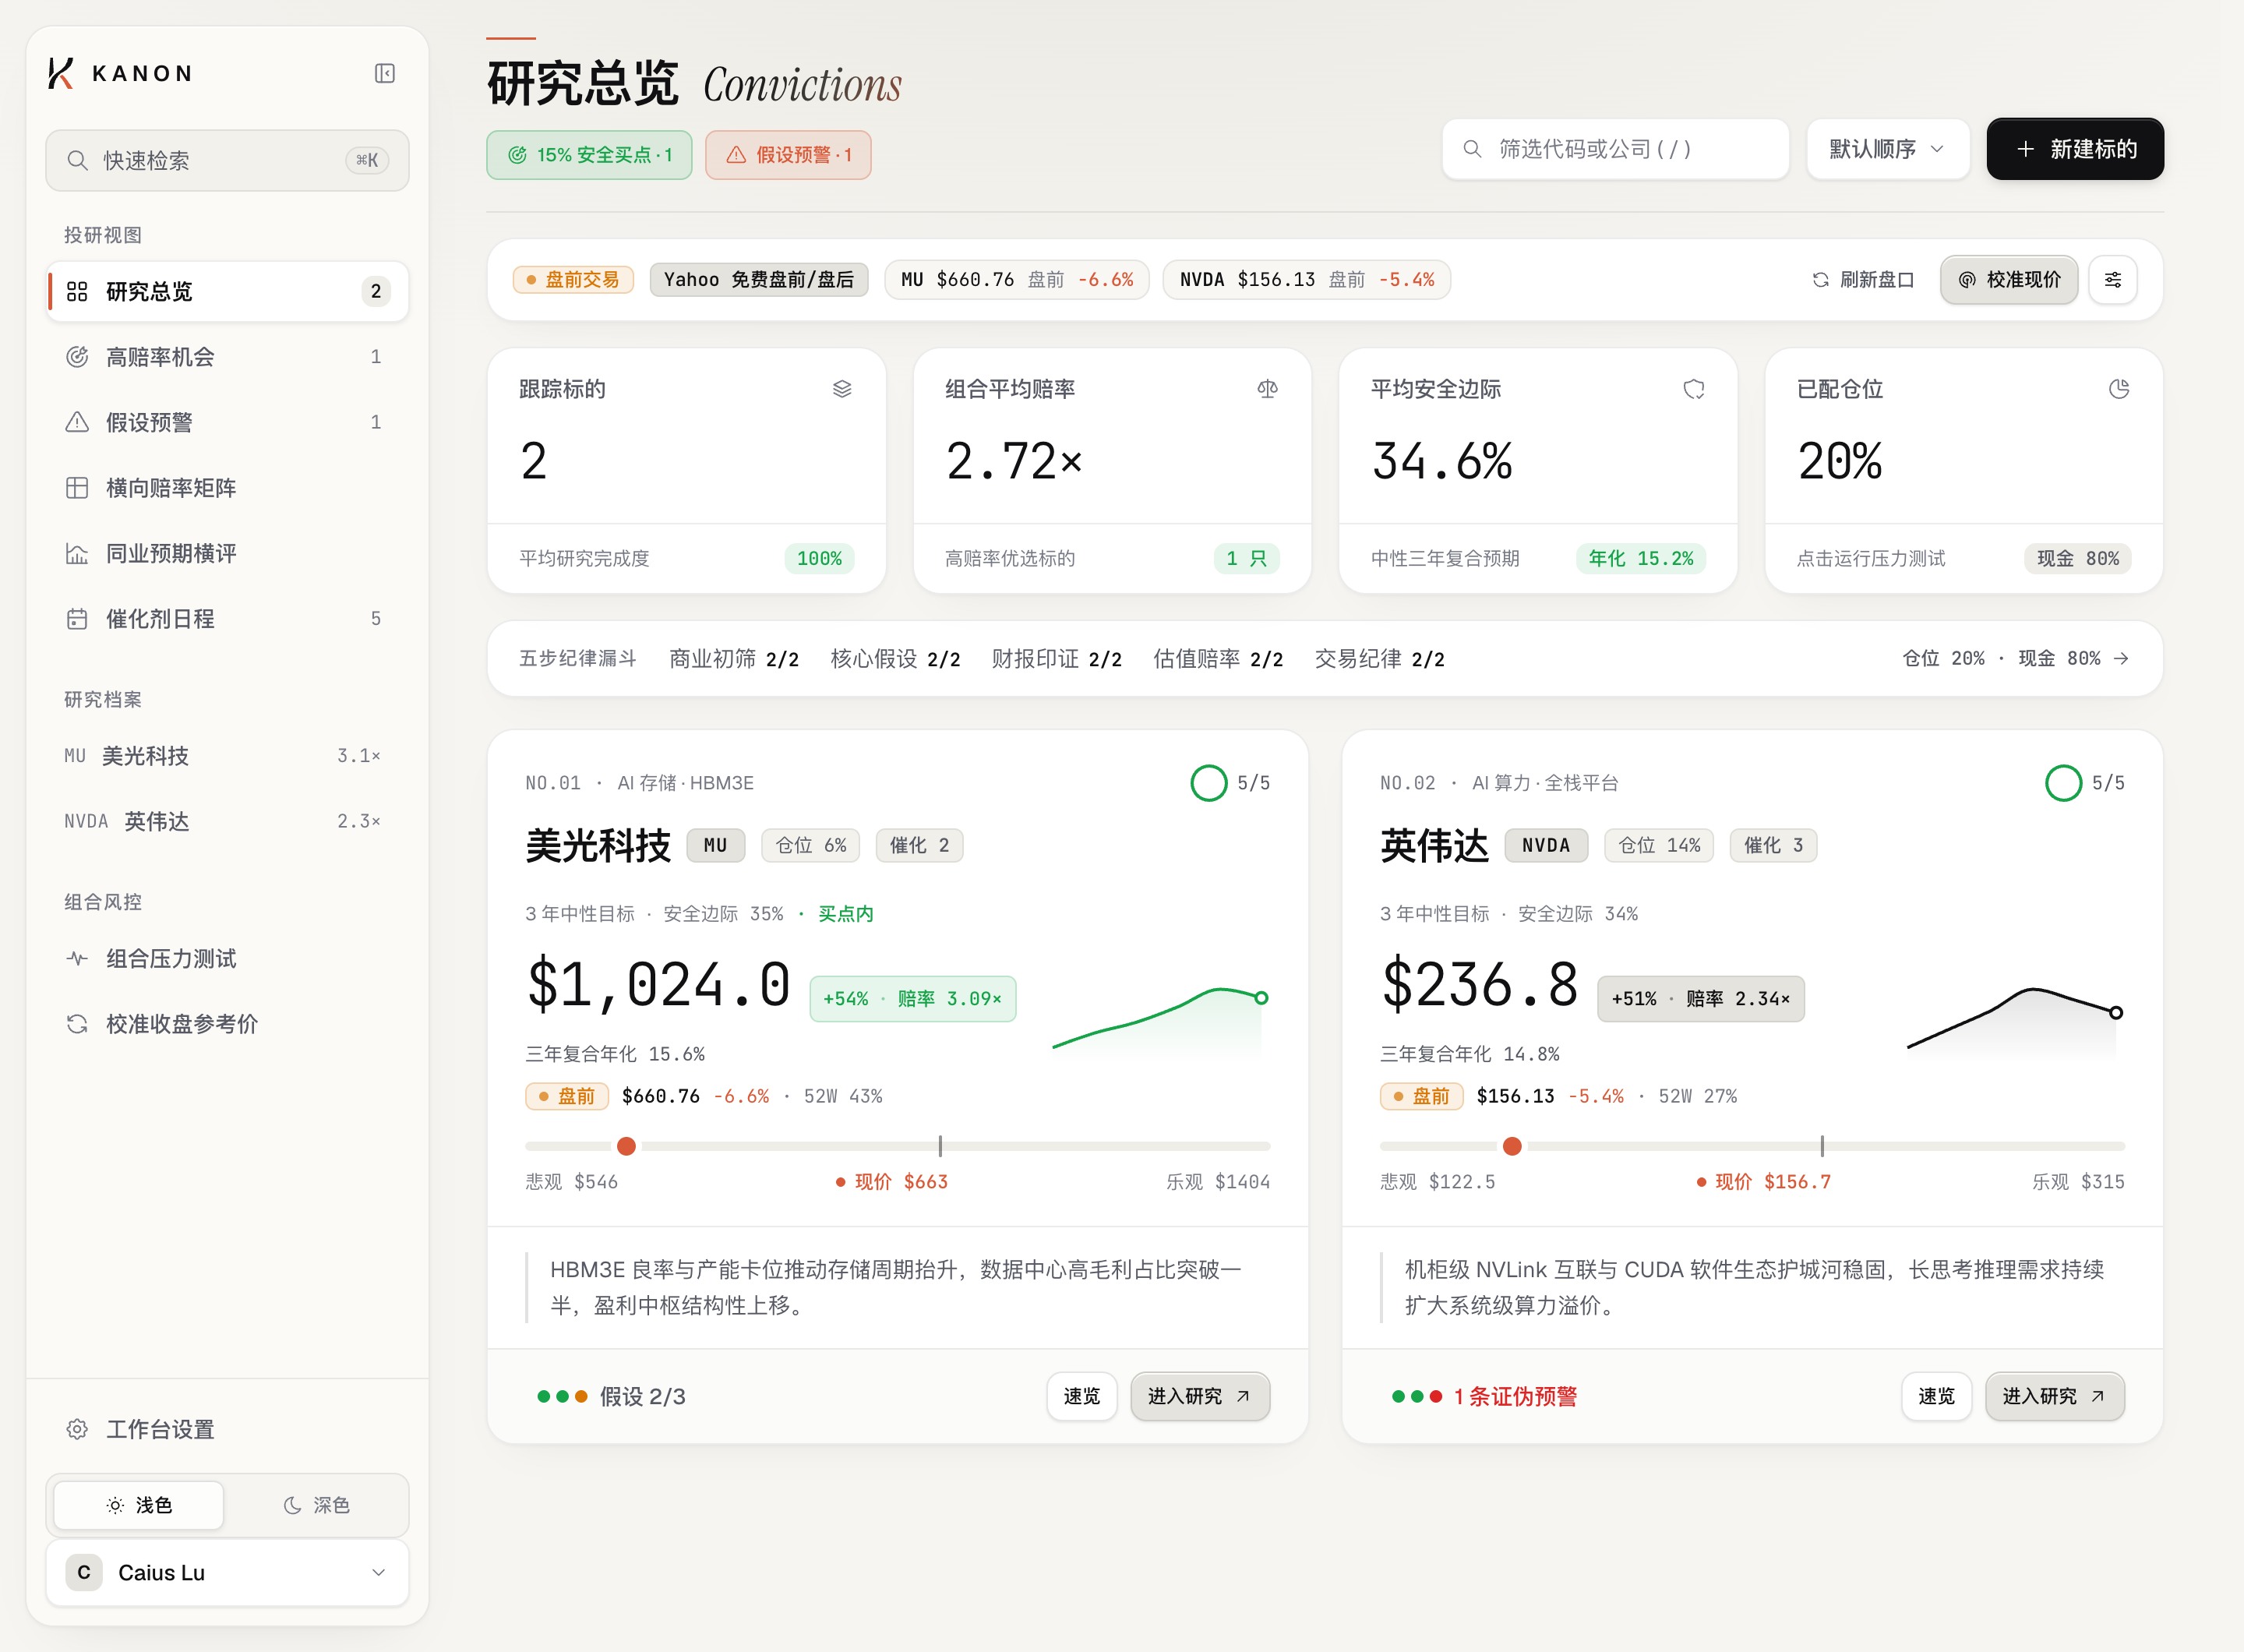 KANON
快速检索 ⌘K
投研视图
研究总览 2
高赔率机会 1
假设预警 1
横向赔率矩阵
同业预期横评
催化剂日程 5
研究档案
MU 美光科技 3.1×
NVDA 英伟达 2.3×
组合风控
组合压力测试
校准收盘参考价
工作台设置
浅色 深色
C Caius Lu
研究总览 Convictions
15% 安全买点 · 1 假设预警 · 1
筛选代码或公司 ( / ) 默认顺序 新建标的
盘前交易 Yahoo 免费盘前/盘后 MU $660.76 盘前 -6.6% NVDA $156.13 盘前 -5.4% 刷新盘口 校准现价
跟踪标的
2
平均研究完成度 100%
组合平均赔率
2.72×
高赔率优选标的 1 只
平均安全边际
34.6%
中性三年复合预期 年化 15.2%
已配仓位
20%
点击运行压力测试 现金 80%
五步纪律漏斗 商业初筛 2/2 核心假设 2/2 财报印证 2/2 估值赔率 2/2 交易纪律 2/2 仓位 20% · 现金 80% →
NO.01 · AI 存储 · HBM3E 5/5
美光科技 MU 仓位 6% 催化 2
3 年中性目标 · 安全边际 35% · 买点内
$1,024.0 +54% · 赔率 3.09×
三年复合年化 15.6%
盘前 $660.76 -6.6% · 52W 43%
悲观 $546 现价 $663 乐观 $1404
HBM3E 良率与产能卡位推动存储周期抬升，数据中心高毛利占比突破一
半，盈利中枢结构性上移。
假设 2/3 速览 进入研究
NO.02 · AI 算力 · 全栈平台 5/5
英伟达 NVDA 仓位 14% 催化 3
3 年中性目标 · 安全边际 34%
$236.8 +51% · 赔率 2.34×
三年复合年化 14.8%
盘前 $156.13 -5.4% · 52W 27%
悲观 $122.5 现价 $156.7 乐观 $315
机柜级 NVLink 互联与 CUDA 软件生态护城河稳固，长思考推理需求持续
扩大系统级算力溢价。
1 条证伪预警 速览 进入研究